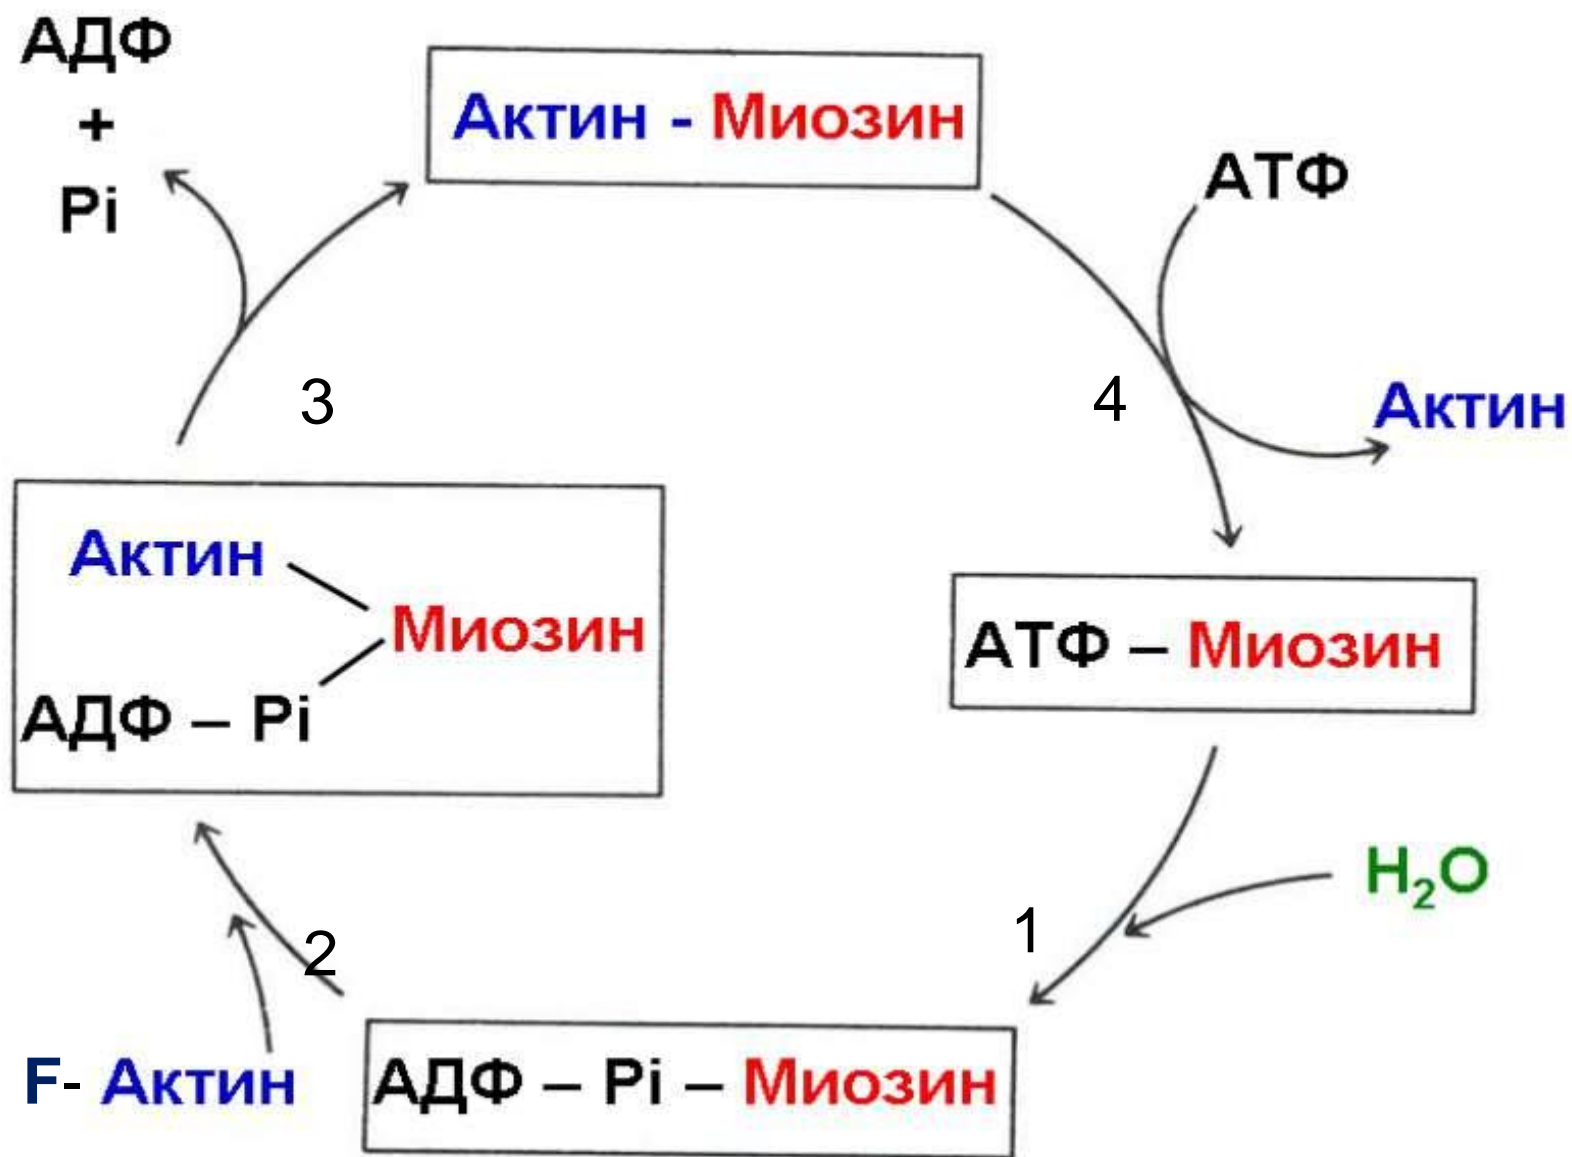 АДФ
+
Pi
Актин - Миозин
АТФ
3
4
Актин
Актин
Миозин
АДФ – Pi
АТФ – Миозин
H₂O
1
2
F- Актин
АДФ – Pi – Миозин